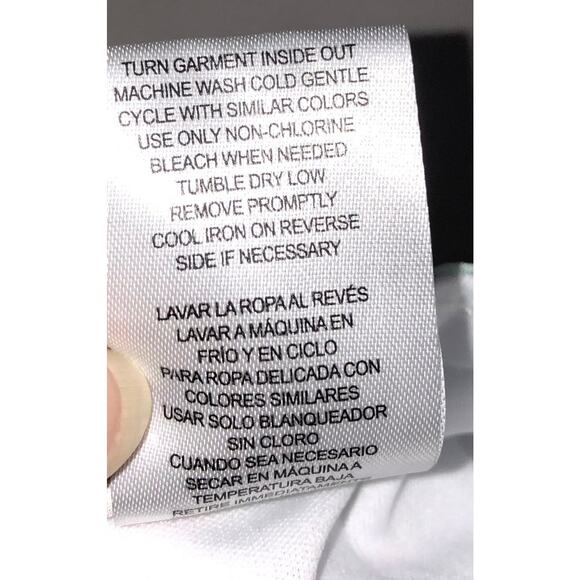 TURN GARMENT INSIDE OUT
MACHINE WASH COLD GENTLE
CYCLE WITH SIMILAR COLORS
USE ONLY NON-CHLORINE
BLEACH WHEN NEEDED
TUMBLE DRY LOW
REMOVE PROMPTLY
COOL IRON ON REVERSE
SIDE IF NECESSARY
LAVAR LA ROPA AL REVÉS
LAVAR A MÁQUINA EN
FRÍO Y EN CICLO
PARA ROPA DELICADA CON
COLORES SIMILARES
USAR SOLO BLANQUEADOR
SIN CLORO
CUANDO SEA NECESARIO
SECAR EN MÁQUINA A
TEMPERATURA BAJA
RETIRE INMEDIATAMENTE